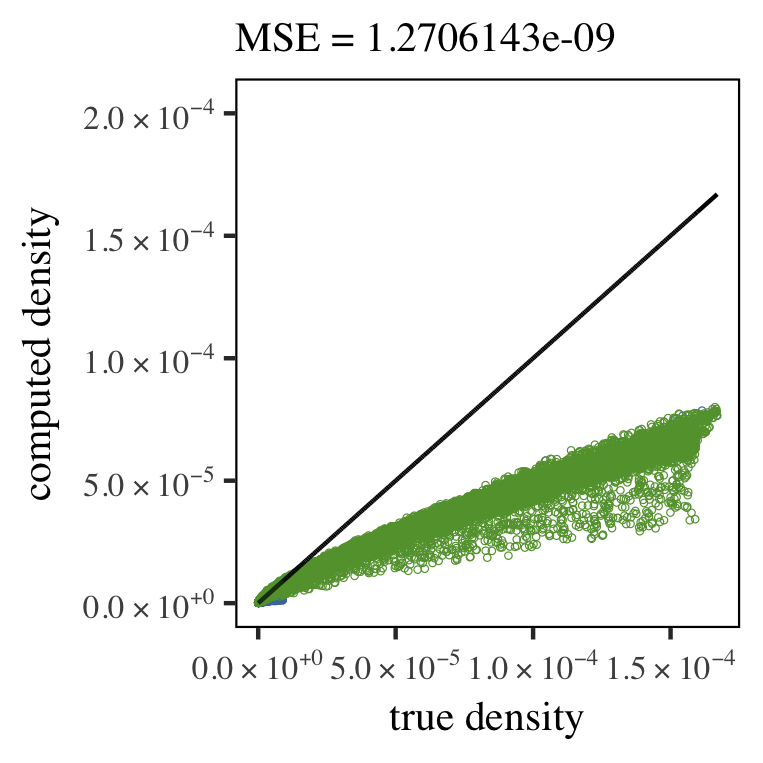 MSE = 1.2706143e-09
computed density
2.0 × 10⁻⁴
1.5 × 10⁻⁴
1.0 × 10⁻⁴
5.0 × 10⁻⁵
0.0 × 10⁺⁰
0.0 × 10⁺⁰ 5.0 × 10⁻⁵ 1.0 × 10⁻⁴ 1.5 × 10⁻⁴
true density